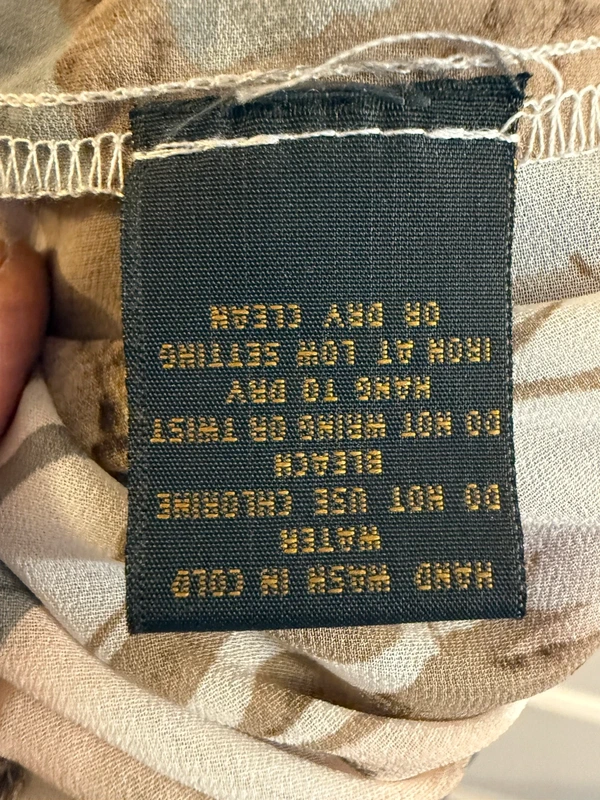 HAND WASH IN COLD
WATER
DO NOT USE CHLORINE
BLEACH
DO NOT WRING OR TWIST
HANG TO DRY
IRON AT LOW SETTING
OR DRY CLEAN